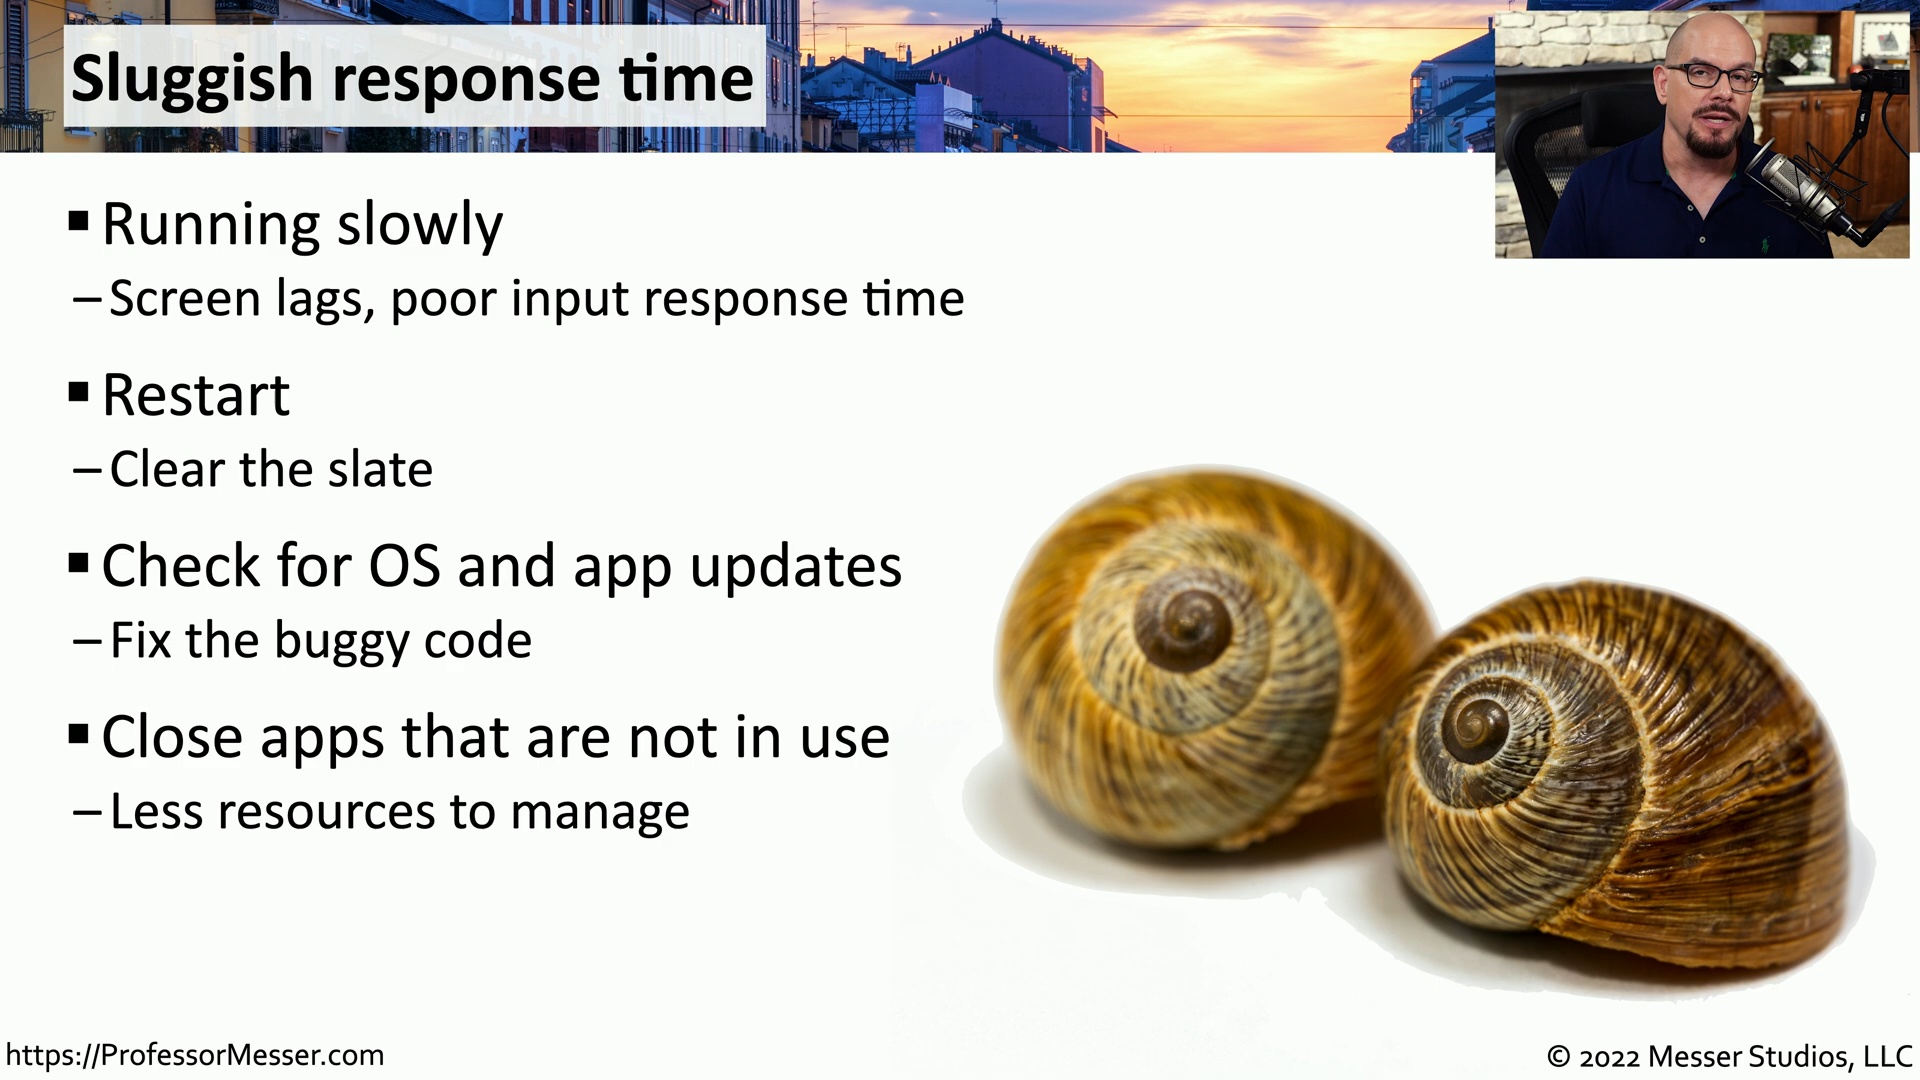 Sluggish response time
▪ Running slowly
– Screen lags, poor input response time
▪ Restart
– Clear the slate
▪ Check for OS and app updates
– Fix the buggy code
▪ Close apps that are not in use
– Less resources to manage
https://ProfessorMesser.com
© 2022 Messer Studios, LLC